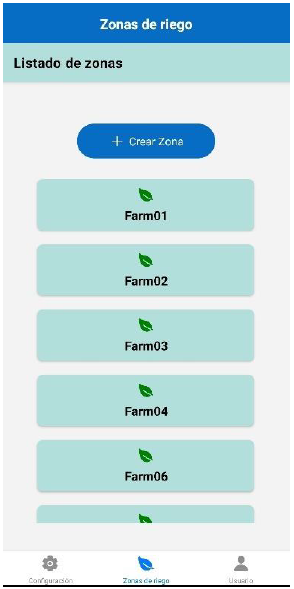 Zonas de riego
Listado de zonas
+ Crear Zona
Farm01
Farm02
Farm03
Farm04
Farm06
Configuración
Zonas de riego
Usuario